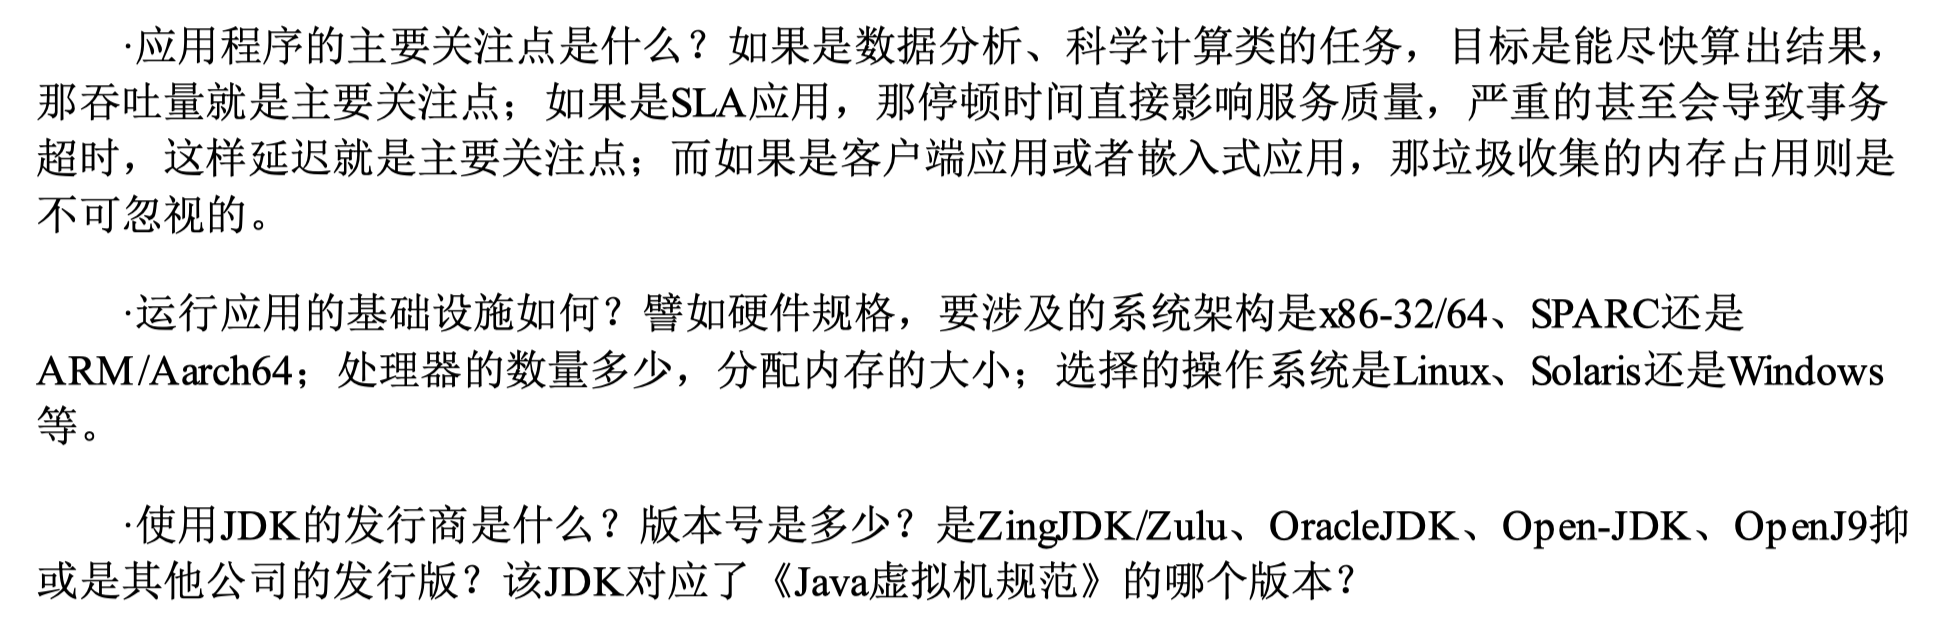 ·应用程序的主要关注点是什么？如果是数据分析、科学计算类的任务，目标是能尽快算出结果，
那吞吐量就是主要关注点；如果是SLA应用，那停顿时间直接影响服务质量，严重的甚至会导致事务
超时，这样延迟就是主要关注点；而如果是客户端应用或者嵌入式应用，那垃圾收集的内存占用则是
不可忽视的。
·运行应用的基础设施如何？譬如硬件规格，要涉及的系统架构是x86-32/64、SPARC还是
ARM/Aarch64；处理器的数量多少，分配内存的大小；选择的操作系统是Linux、Solaris还是Windows
等。
·使用JDK的发行商是什么？版本号是多少？是ZingJDK/Zulu、OracleJDK、Open-JDK、OpenJ9抑
或是其他公司的发行版？该JDK对应了《Java虚拟机规范》的哪个版本？